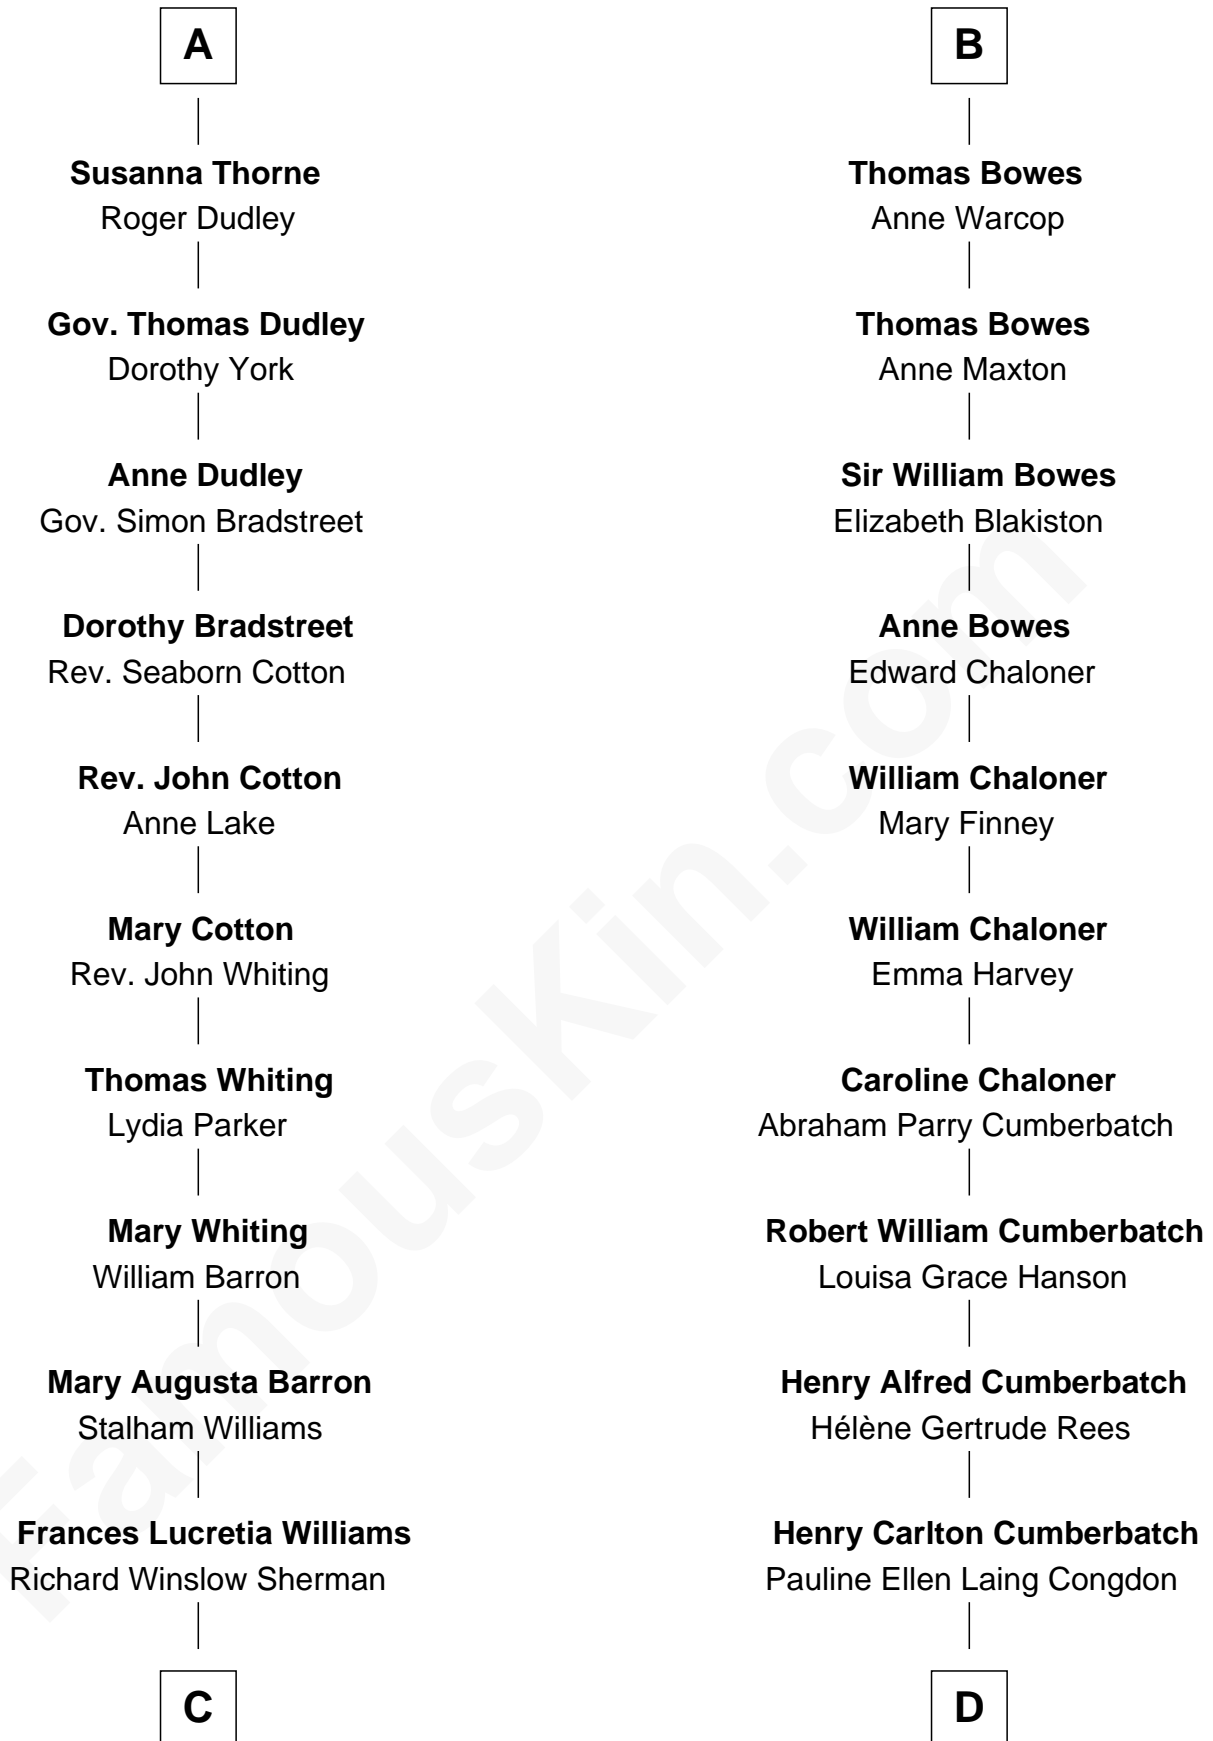 A
Susanna Thorne
Roger Dudley
Gov. Thomas Dudley
Dorothy York
Anne Dudley
Gov. Simon Bradstreet
Dorothy Bradstreet
Rev. Seaborn Cotton
Rev. John Cotton
Anne Lake
Mary Cotton
Rev. John Whiting
Thomas Whiting
Lydia Parker
Mary Whiting
William Barron
Mary Augusta Barron
Stalham Williams
Frances Lucretia Williams
Richard Winslow Sherman
C
B
Thomas Bowes
Anne Warcop
Thomas Bowes
Anne Maxton
Sir William Bowes
Elizabeth Blakiston
Anne Bowes
Edward Chaloner
William Chaloner
Mary Finney
William Chaloner
Emma Harvey
Caroline Chaloner
Abraham Parry Cumberbatch
Robert William Cumberbatch
Louisa Grace Hanson
Henry Alfred Cumberbatch
Hélène Gertrude Rees
Henry Carlton Cumberbatch
Pauline Ellen Laing Congdon
D
FamousKin.com